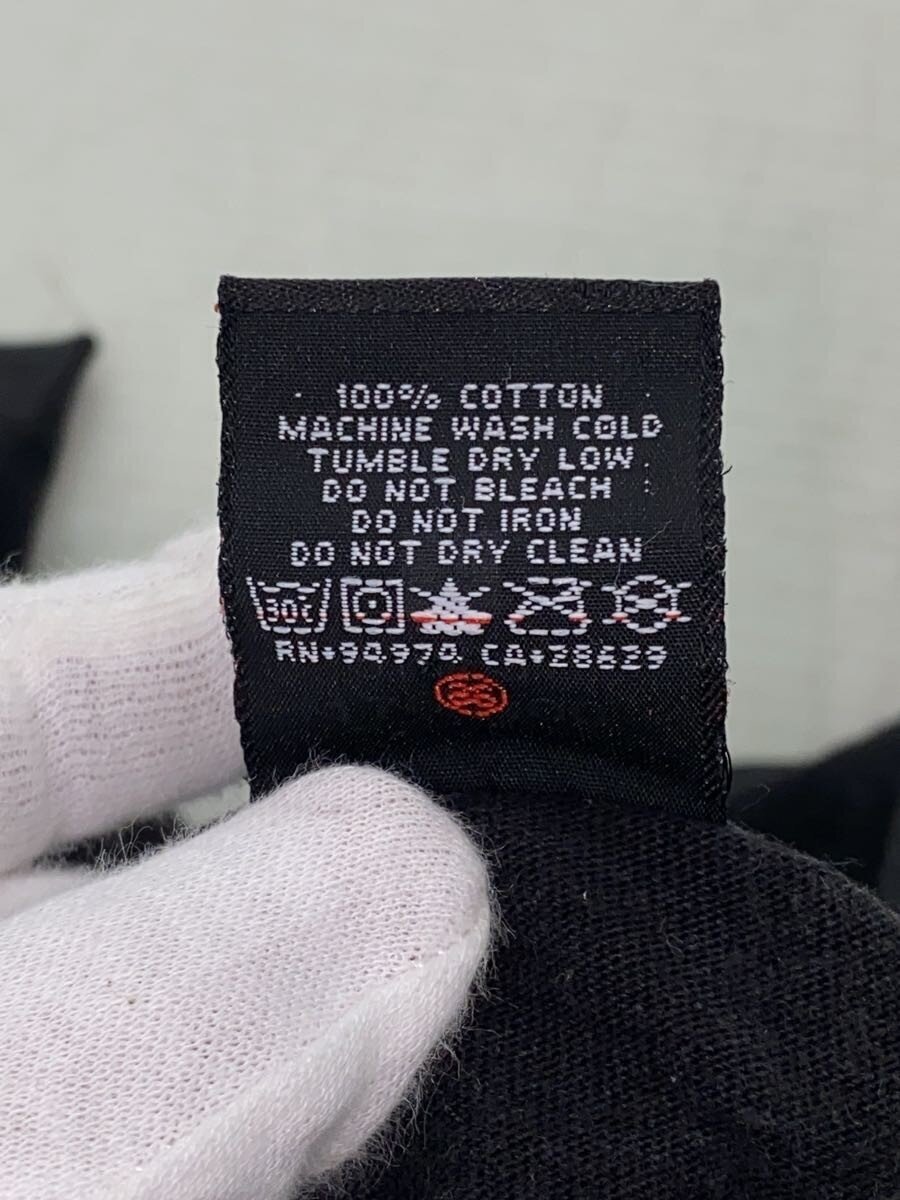 100% COTTON
MACHINE WASH COLD
TUMBLE DRY LOW
DO NOT BLEACH
DO NOT IRON
DO NOT DRY CLEAN
30C
RN•94974 CA•28629